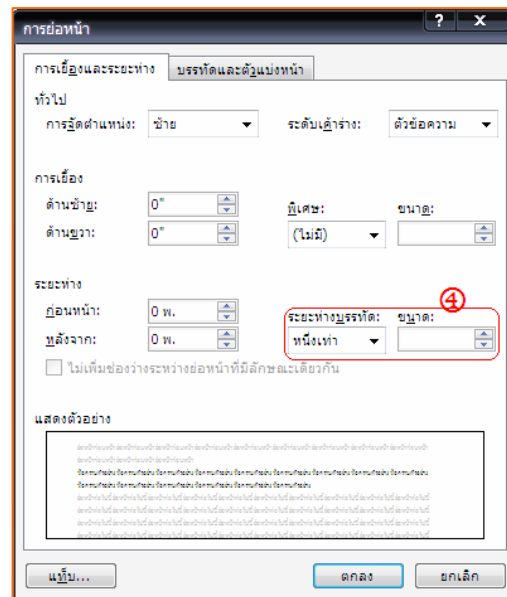 การย่อหน้า
? X
การเยื้องและระยะห่าง บรรทัดและตัวแบ่งหน้า
ทั่วไป
การจัดตำแหน่ง: ซ้าย ระดับเค้าร่าง: ตัวข้อความ
การเยื้อง
ด้านซ้าย: 0" พิเศษ: ขนาด:
ด้านขวา: 0" (ไม่มี)
ระยะห่าง
④
ก่อนหน้า: 0 พ. ระยะห่างบรรทัด: ขนาด:
หลังจาก: 0 พ. หนึ่งเท่า
ไม่เพิ่มช่องว่างระหว่างย่อหน้าที่มีลักษณะเดียวกัน
แสดงตัวอย่าง
แท็บ... ตกลง ยกเลิก